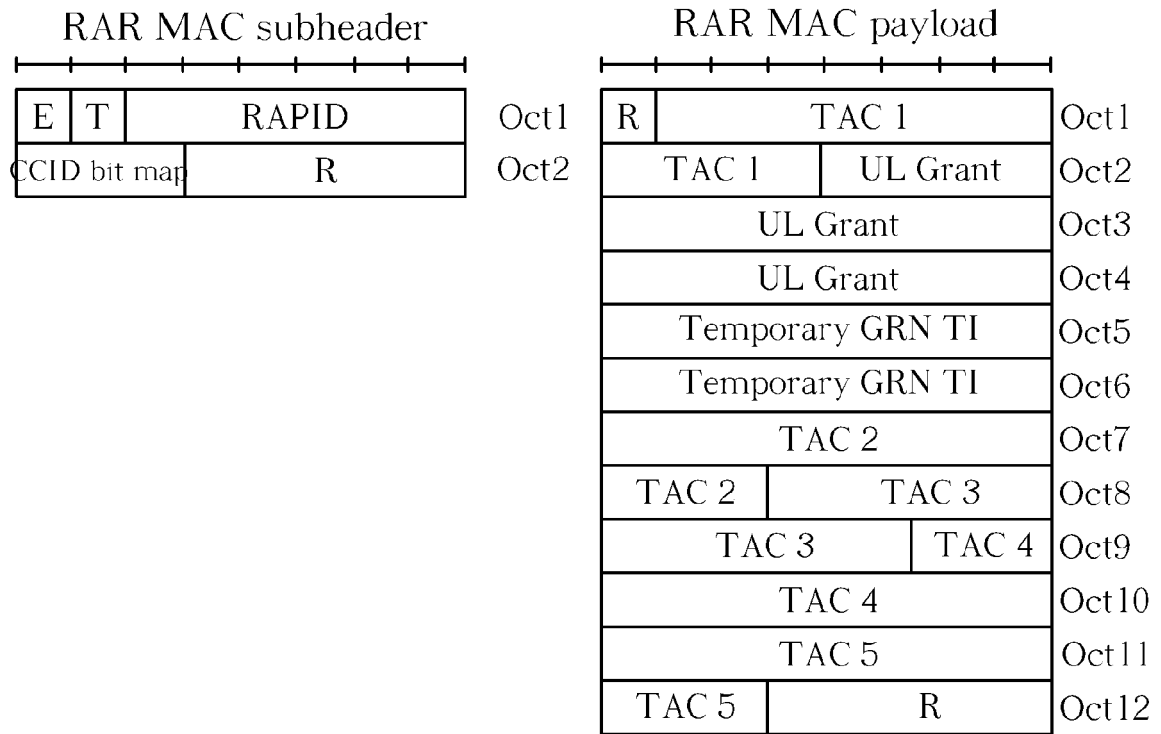 RAR MAC subheader
E T RAPID Oct1
CCID bit map R Oct2
RAR MAC payload
R TAC 1 Oct1
TAC 1 UL Grant Oct2
UL Grant Oct3
UL Grant Oct4
Temporary GRN TI Oct5
Temporary GRN TI Oct6
TAC 2 Oct7
TAC 2 TAC 3 Oct8
TAC 3 TAC 4 Oct9
TAC 4 Oct10
TAC 5 Oct11
TAC 5 R Oct12